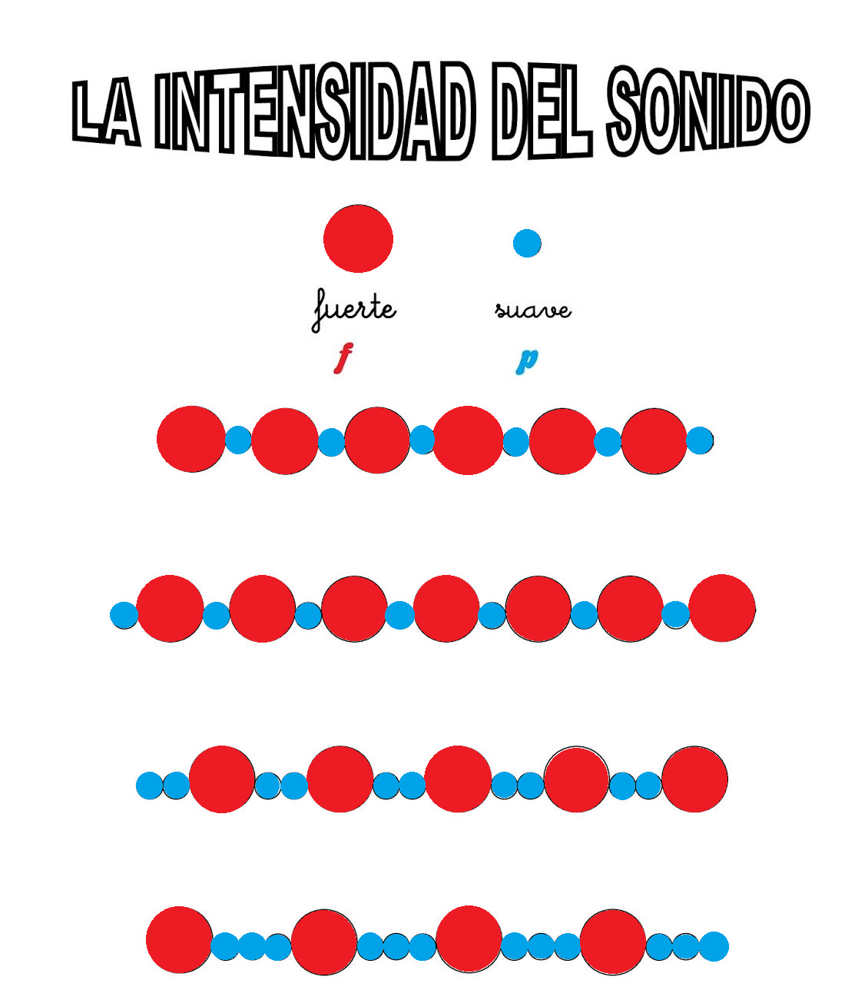 LA INTENSIDAD DEL SONIDO
fuerte suave
f p